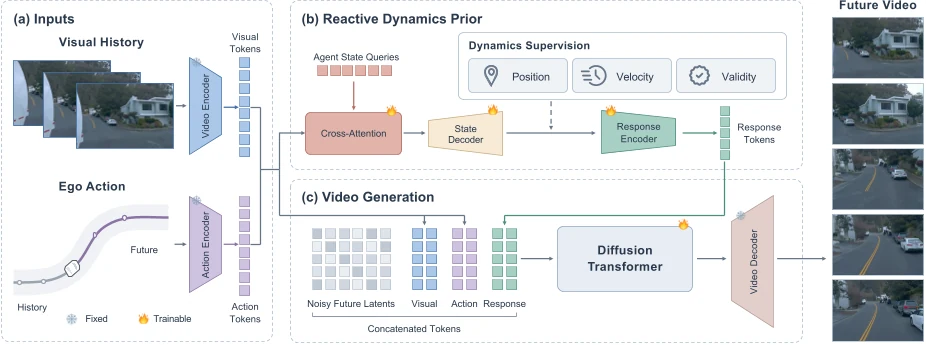 (a) Inputs
Visual History
Visual
Tokens
Video Encoder
Ego Action
Future
History
Action Encoder
Action
Tokens
Fixed
Trainable
(b) Reactive Dynamics Prior
Agent State Queries
Cross-Attention
State
Decoder
Dynamics Supervision
Position
Velocity
Validity
Response
Encoder
Response
Tokens
(c) Video Generation
Noisy Future Latents
Visual
Action
Response
Concatenated Tokens
Diffusion
Transformer
Video Decoder
Future Video